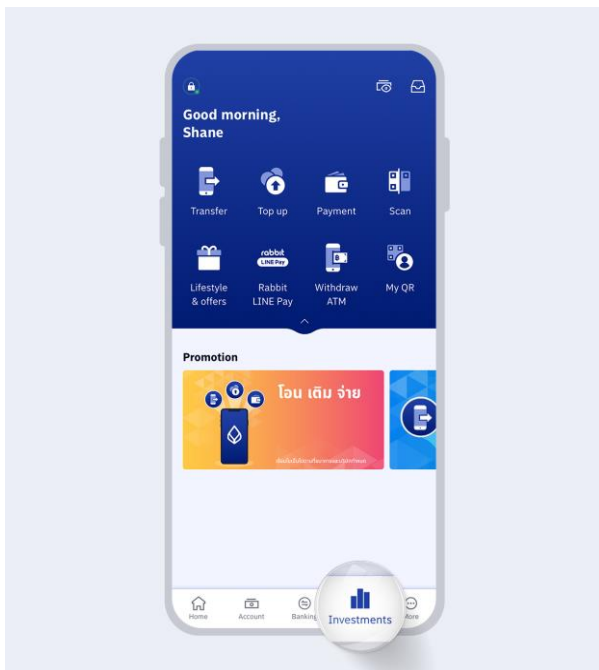 Good morning,
Shane
Transfer
Top up
Payment
Scan
rabbit
LINE Pay
Lifestyle
& offers
Rabbit
LINE Pay
Withdraw
ATM
My QR
Promotion
โอน เติม จ่าย
Home
Account
Banking
Investments
More